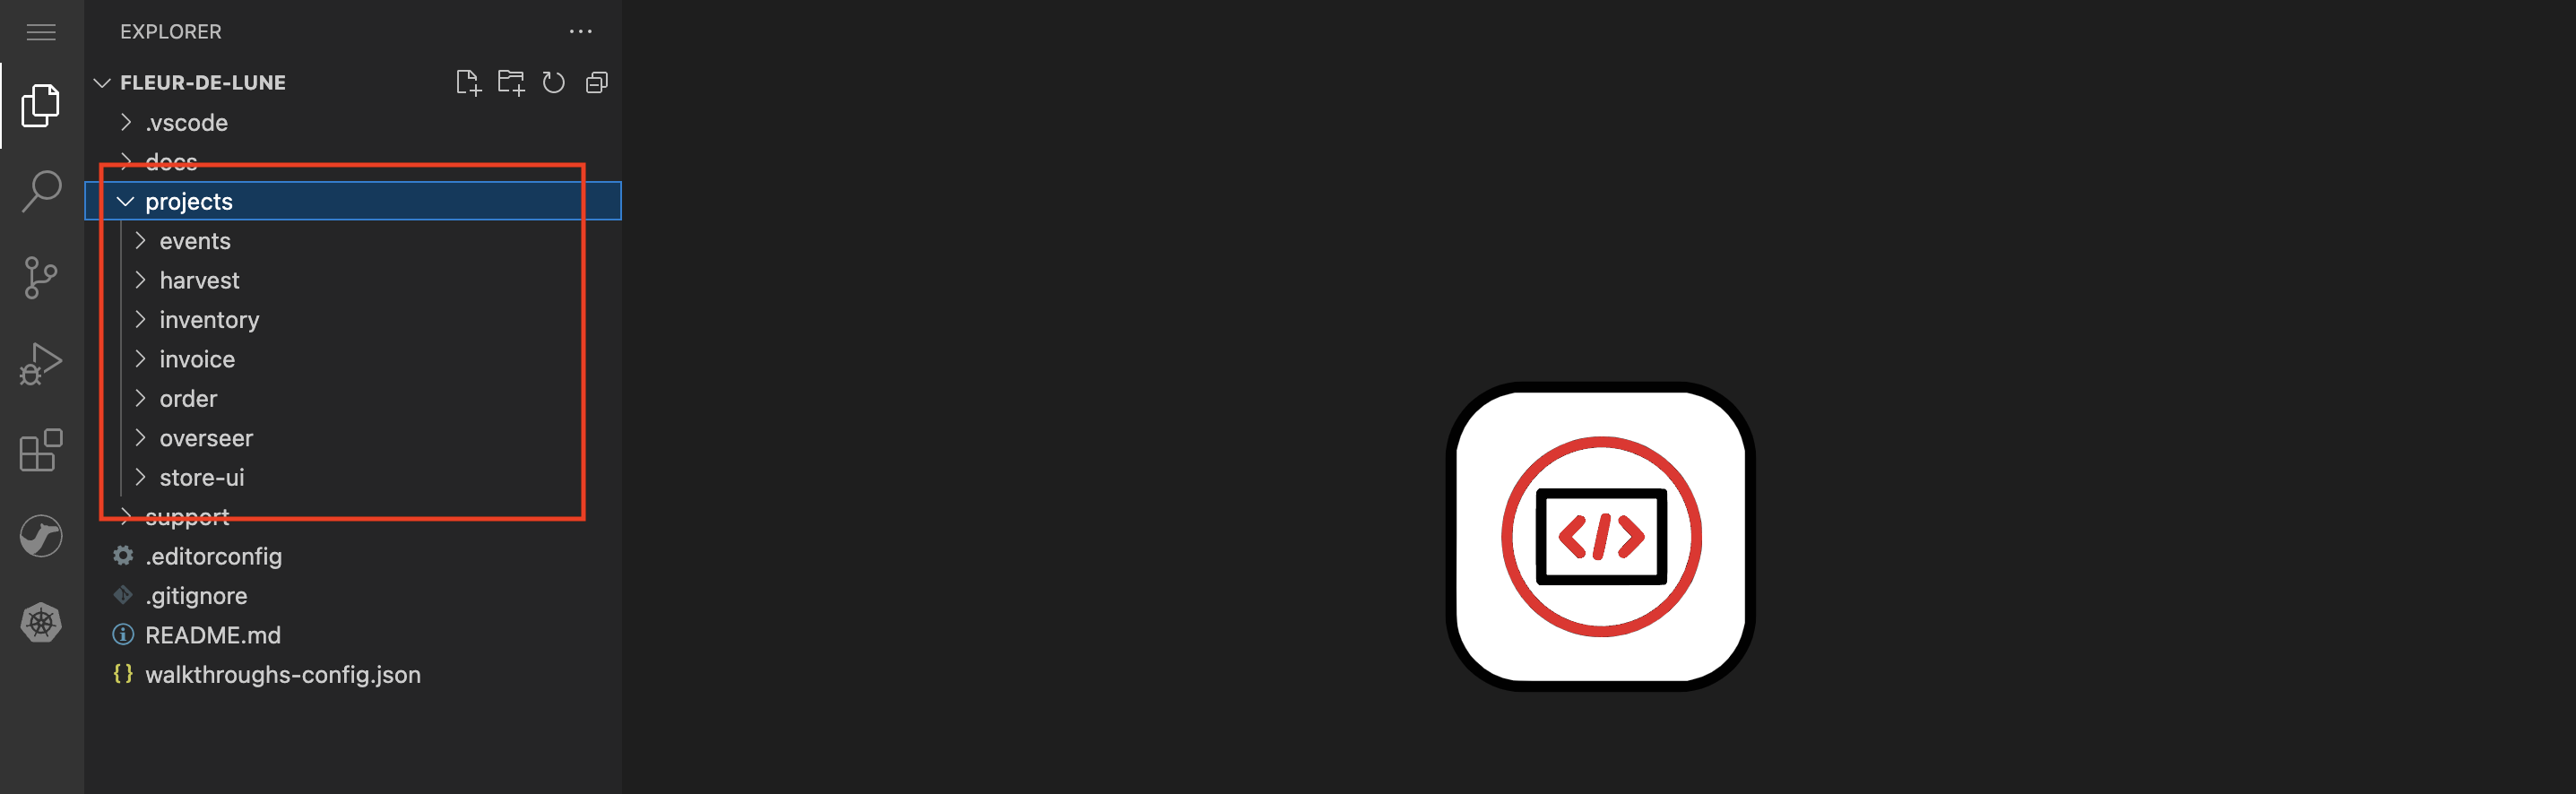 EXPLORER
FLEUR-DE-LUNE
.vscode
docs
projects
events
harvest
inventory
invoice
order
overseer
store-ui
support
.editorconfig
.gitignore
README.md
walkthroughs-config.json